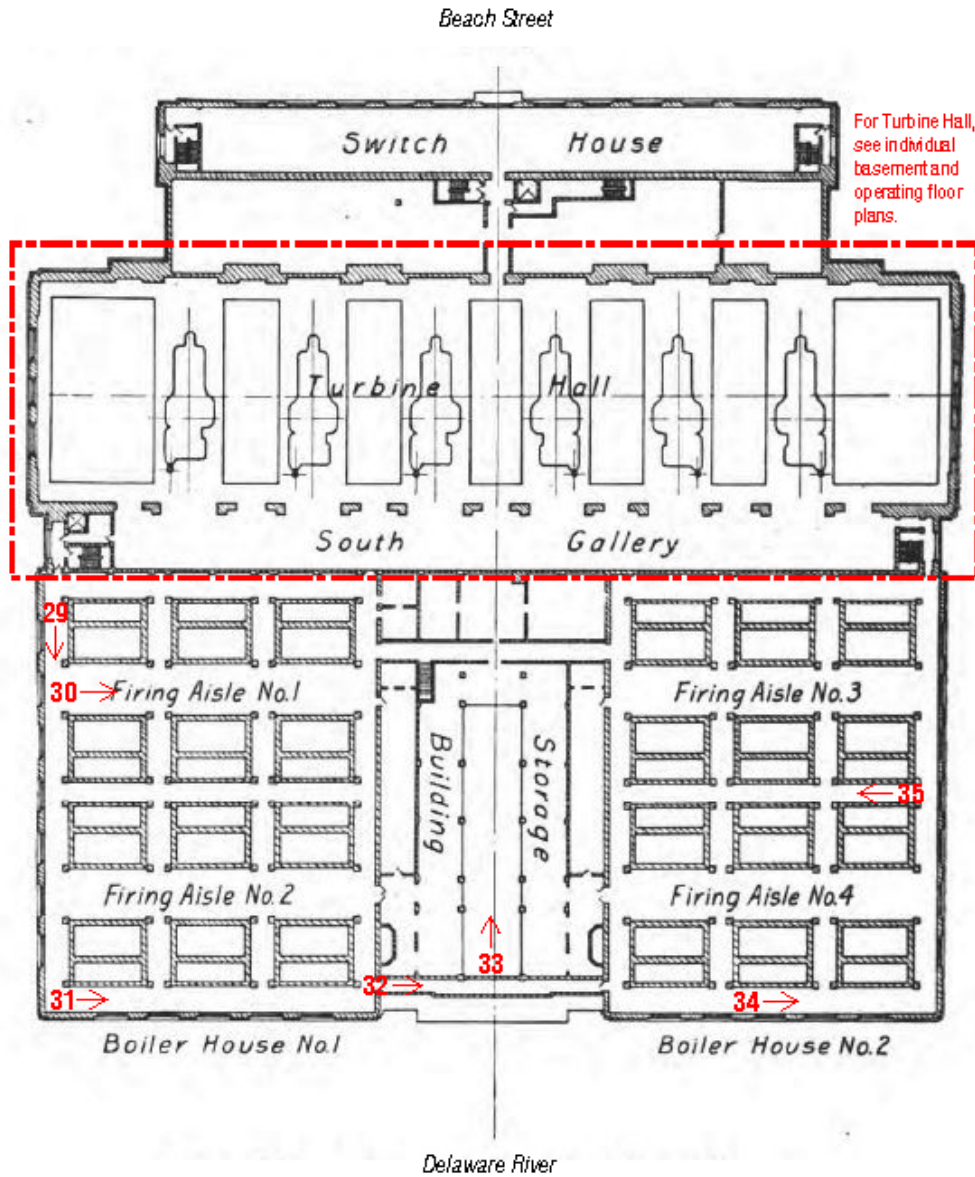 Beach Street
Switch House
For Turbine Hall,
see individual
basement and
operating floor
plans.
Turbine Hall
South Gallery
29
30
Firing Aisle No.1
Firing Aisle No.3
Building
Storage
35
Firing Aisle No.2
Firing Aisle No.4
31
32
33
34
Boiler House No.1
Boiler House No.2
Delaware River